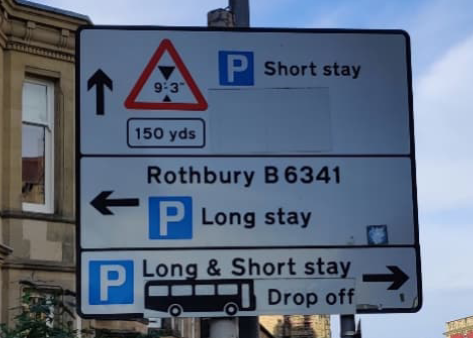 P Short stay
9'-3"
150 yds
Rothbury B6341
P Long stay
P Long & Short stay
Drop off